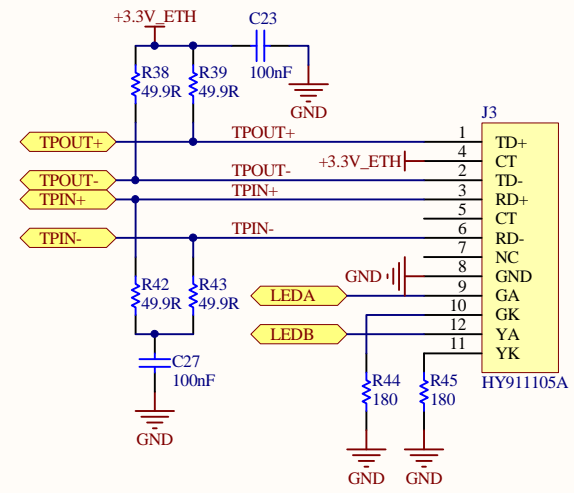 +3.3V_ETH
C23
100nF
GND
R38
49.9R
R39
49.9R
J3
TPOUT+
TPOUT+
1
TD+
+3.3V_ETH
4
CT
TPOUT-
TPOUT-
2
TD-
TPIN+
TPIN+
3
RD+
5
CT
TPIN-
TPIN-
6
RD-
7
NC
GND
8
GND
LEDA
9
GA
10
GK
LEDB
12
YA
11
YK
HY911105A
R42
49.9R
R43
49.9R
C27
100nF
GND
R44
180
GND
R45
180
GND